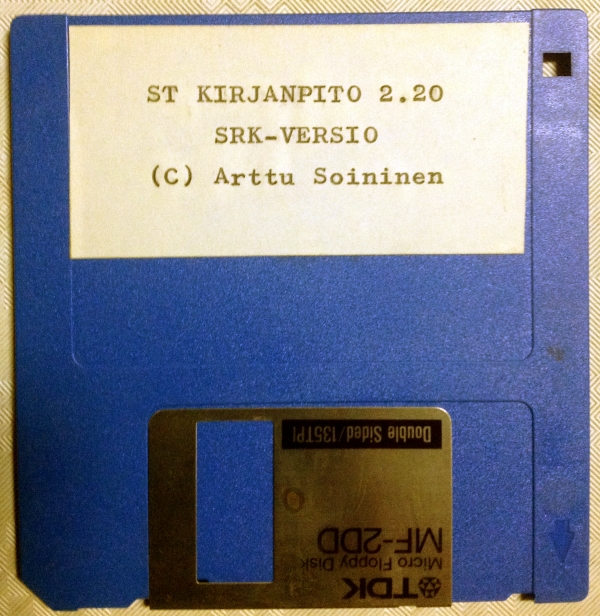 ST KIRJANPITO 2.20
SRK-VERSIO
(C) Arttu Soininen
Double Sided/135TPI
MF-2DD
Micro Floppy Disk
TDK